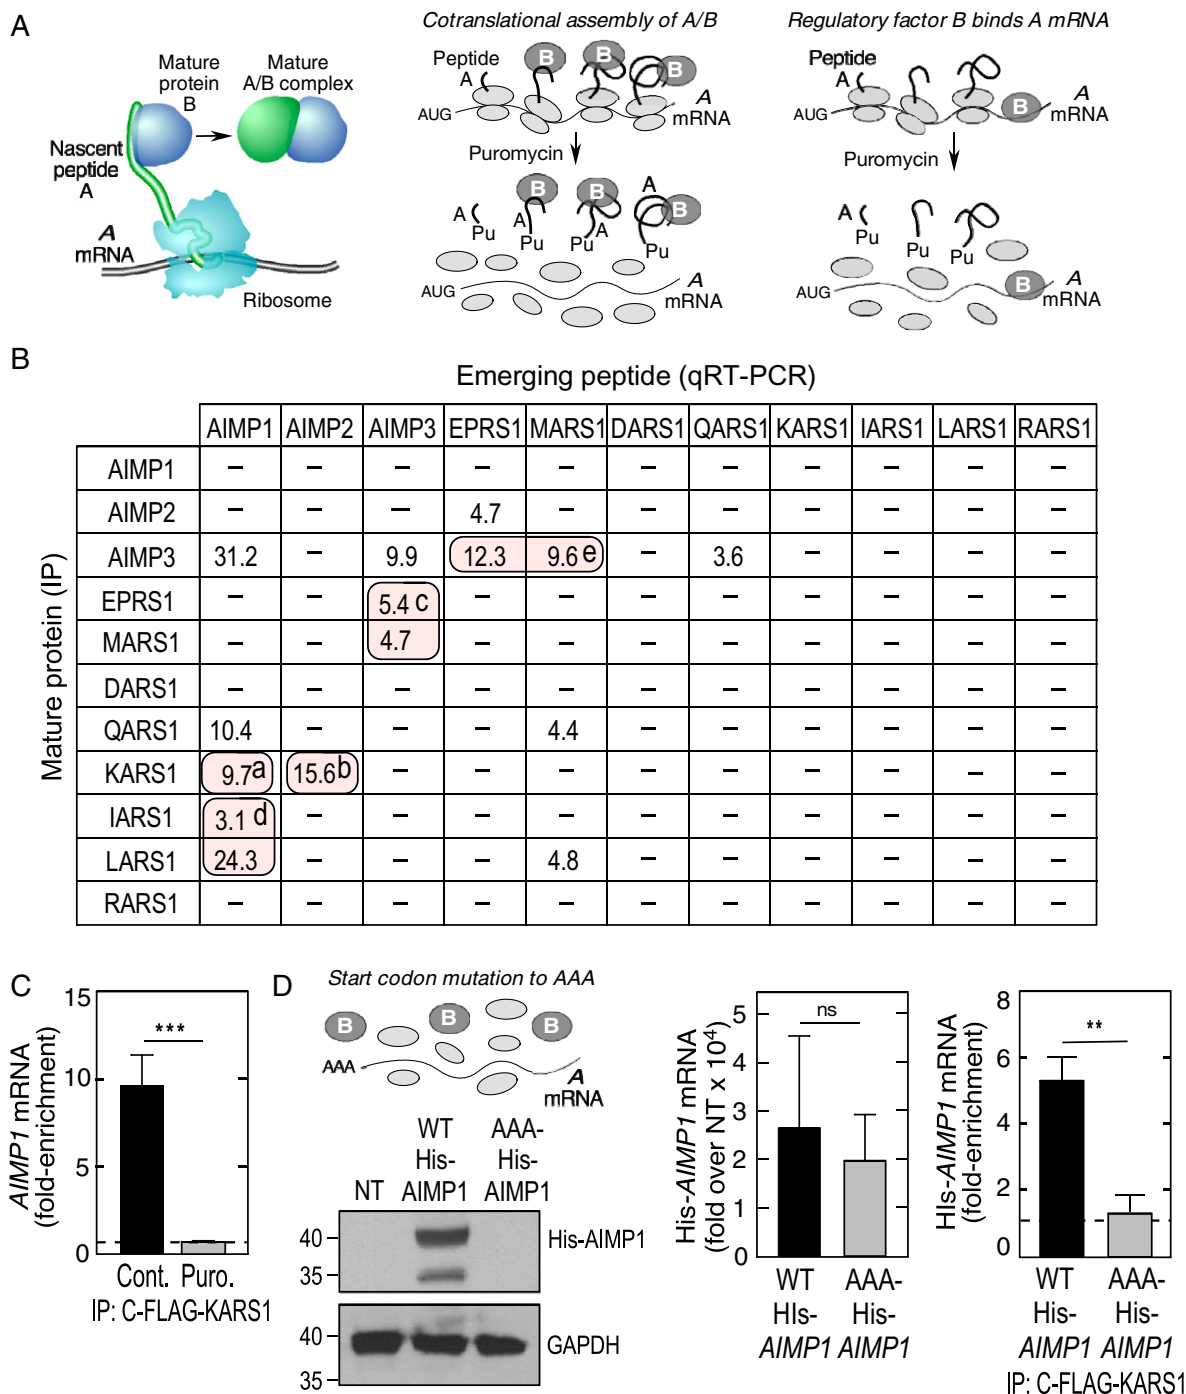 A
Cotranslational assembly of A/B
Regulatory factor B binds A mRNA
Mature
protein
B
Mature
A/B complex
Nascent
peptide
A
A
mRNA
Ribosome
Peptide
A
B
B
B
AUG
A
mRNA
Puromycin
A
A
B
B
A
A
B
Pu
Pu
Pu
Pu
AUG
A
mRNA
Peptide
A
AUG
B
A
mRNA
Puromycin
A
Pu
Pu
Pu
AUG
B
A
mRNA
B
Emerging peptide (qRT-PCR)
Mature protein (IP)
AIMP1 AIMP2 AIMP3 EPRS1 MARS1 DARS1 QARS1 KARS1 IARS1 LARS1 RARS1
AIMP1 – – – – – – – – – – –
AIMP2 – – – 4.7 – – – – – – –
AIMP3 31.2 – 9.9 12.3 9.6 e – 3.6 – – – –
EPRS1 – – 5.4 c – – – – – – – –
MARS1 – – 4.7 – – – – – – – –
DARS1 – – – – – – – – – – –
QARS1 10.4 – – – 4.4 – – – – – –
KARS1 9.7 a 15.6 b – – – – – – – – –
IARS1 3.1 d – – – – – – – – – –
LARS1 24.3 – – – 4.8 – – – – – –
RARS1 – – – – – – – – – – –
C
AIMP1 mRNA
(fold-enrichment)
15
10
5
0
***
Cont. Puro.
IP: C-FLAG-KARS1
D
Start codon mutation to AAA
B
B
B
AAA
A
mRNA
NT
WT
His-
AIMP1
AAA-
His-
AIMP1
40
35
His-AIMP1
40
35
GAPDH
His-AIMP1 mRNA
(fold over NT x 10⁴)
5
4
3
2
1
0
ns
WT
HIs-
AIMP1
AAA-
His-
AIMP1
HIs-AIMP1 mRNA
(fold-enrichment)
8
6
4
2
0
**
WT
His-
AIMP1
AAA-
His-
AIMP1
IP: C-FLAG-KARS1